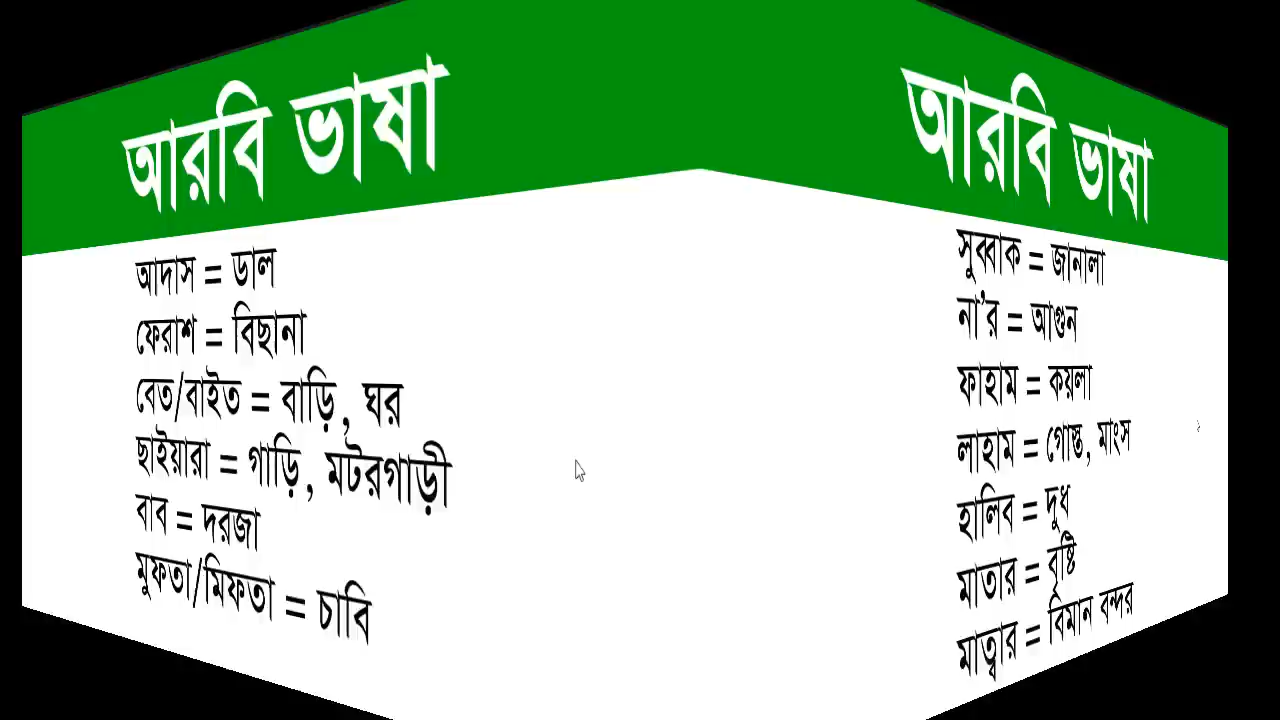 আরবি ভাষা
আদাস = ডাল
ফেরাশ = বিছানা
বেত/বাইত = বাড়ি, ঘর
ছাইয়ারা = গাড়ি, মটরগাড়ী
বাব = দরজা
মুফতা/মিফতা = চাবি
আরবি ভাষা
সুব্বাক = জানালা
না'র = আগুন
ফাহাম = কয়লা
লাহাম = গোস্ত, মাংস
হালিব = দুধ
মাতার = বৃষ্টি
মাত্বার = বিমান বন্দর